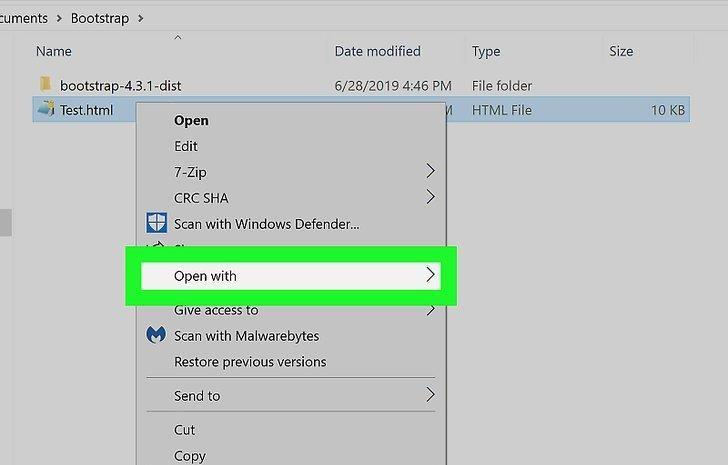 cuments > Bootstrap >
Name Date modified Type Size
bootstrap-4.3.1-dist 6/28/2019 4:46 PM File folder
Test.html M HTML File 10 KB
Open
Edit
7-Zip
CRC SHA
Scan with Windows Defender...
Open with
Give access to
Scan with Malwarebytes
Restore previous versions
Send to
Cut
Copy